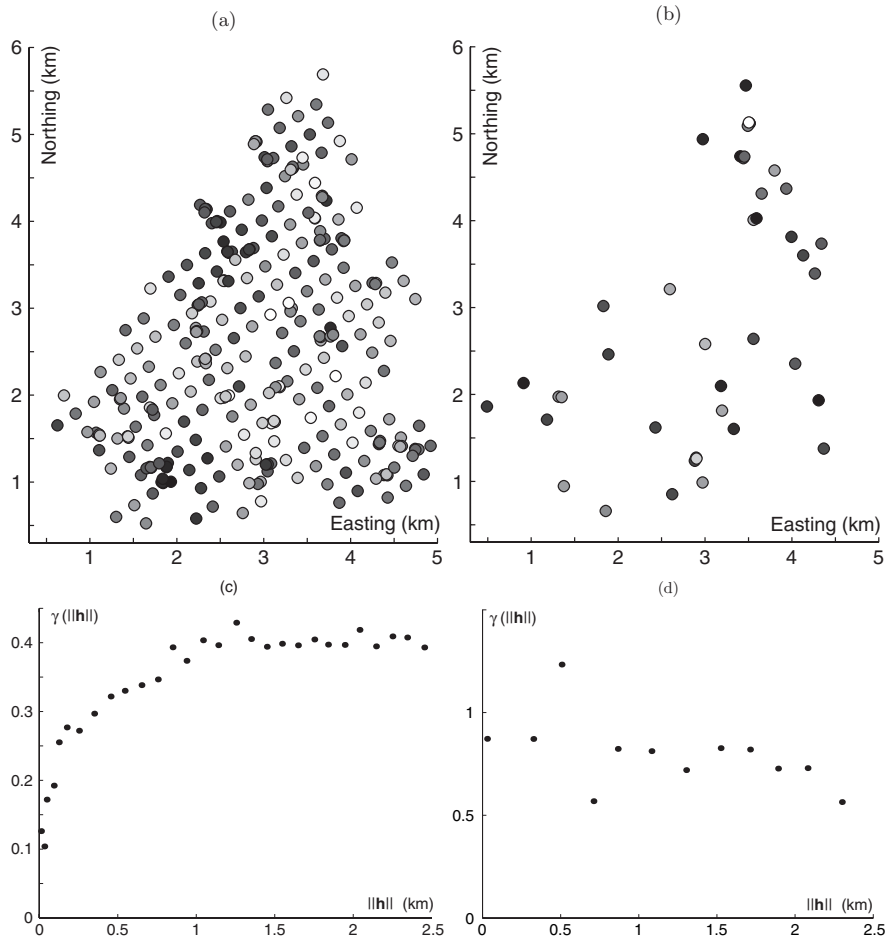 (a)
6
5
4
3
2
1
Northing (km)
Easting (km)
1 2 3 4 5
(b)
6
5
4
3
2
1
Northing (km)
Easting (km)
1 2 3 4 5
(c)
γ (||h||)
0.4
0.3
0.2
0.1
0
||h|| (km)
0 0.5 1 1.5 2 2.5
(d)
γ (||h||)
1
0.5
0
||h|| (km)
0 0.5 1 1.5 2 2.5